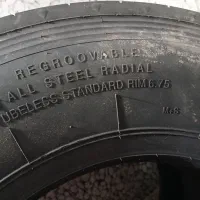 REGROOVABLE
ALL STEEL RADIAL
TUBELESS STANDARD RIM 6.75
M+S